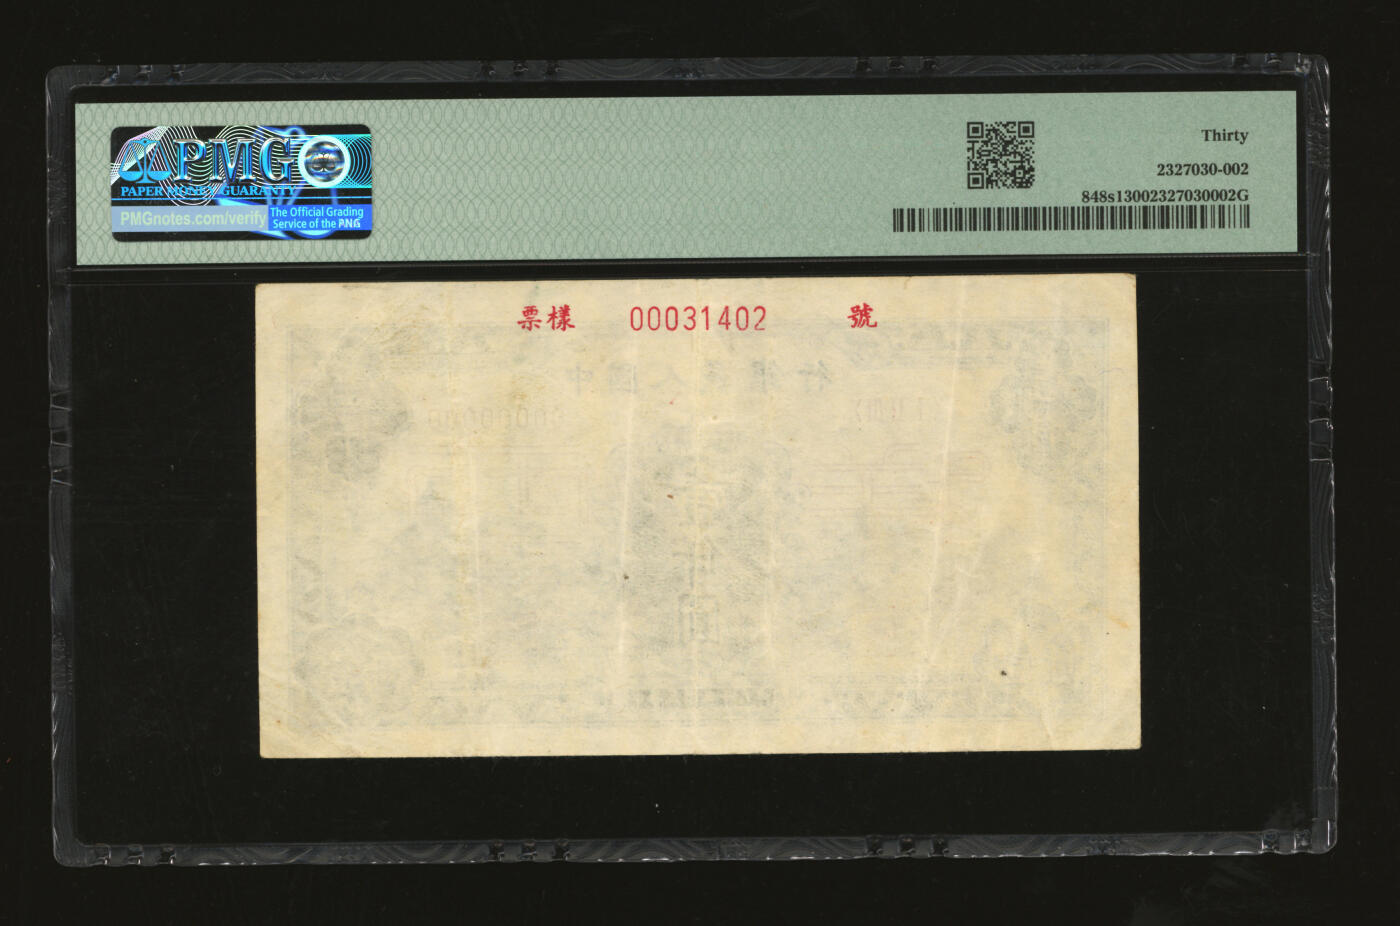 PMG
PAPER MONEY GUARANTY
PMGnotes.com/verify
The Official Grading
Service of the PNG
Thirty
2327030-002
848s13002327030002G
票樣 00031402 號